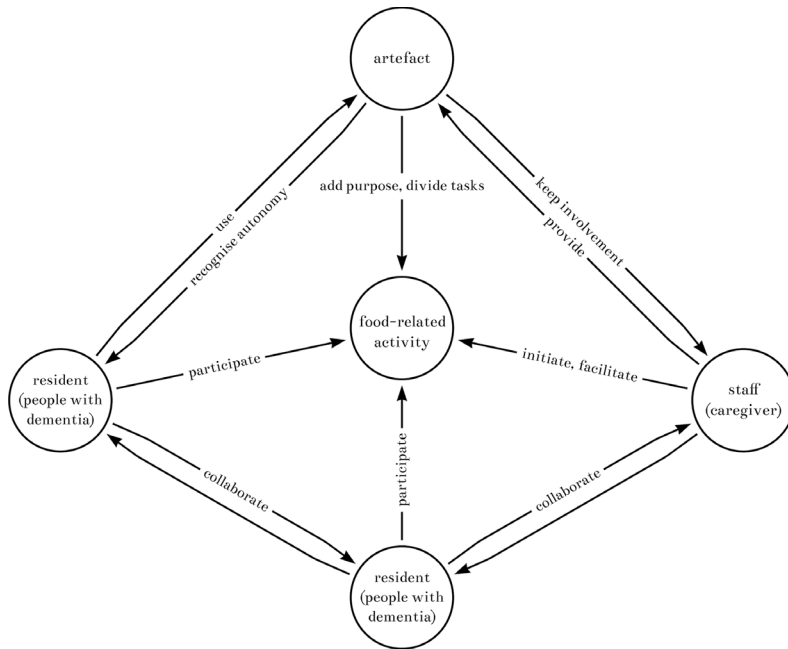 artefact
add purpose, divide tasks
use
recognise autonomy
keep involvement
provide
food-related
activity
participate
initiate, facilitate
resident
(people with
dementia)
staff
(caregiver)
participate
collaborate
collaborate
resident
(people with
dementia)